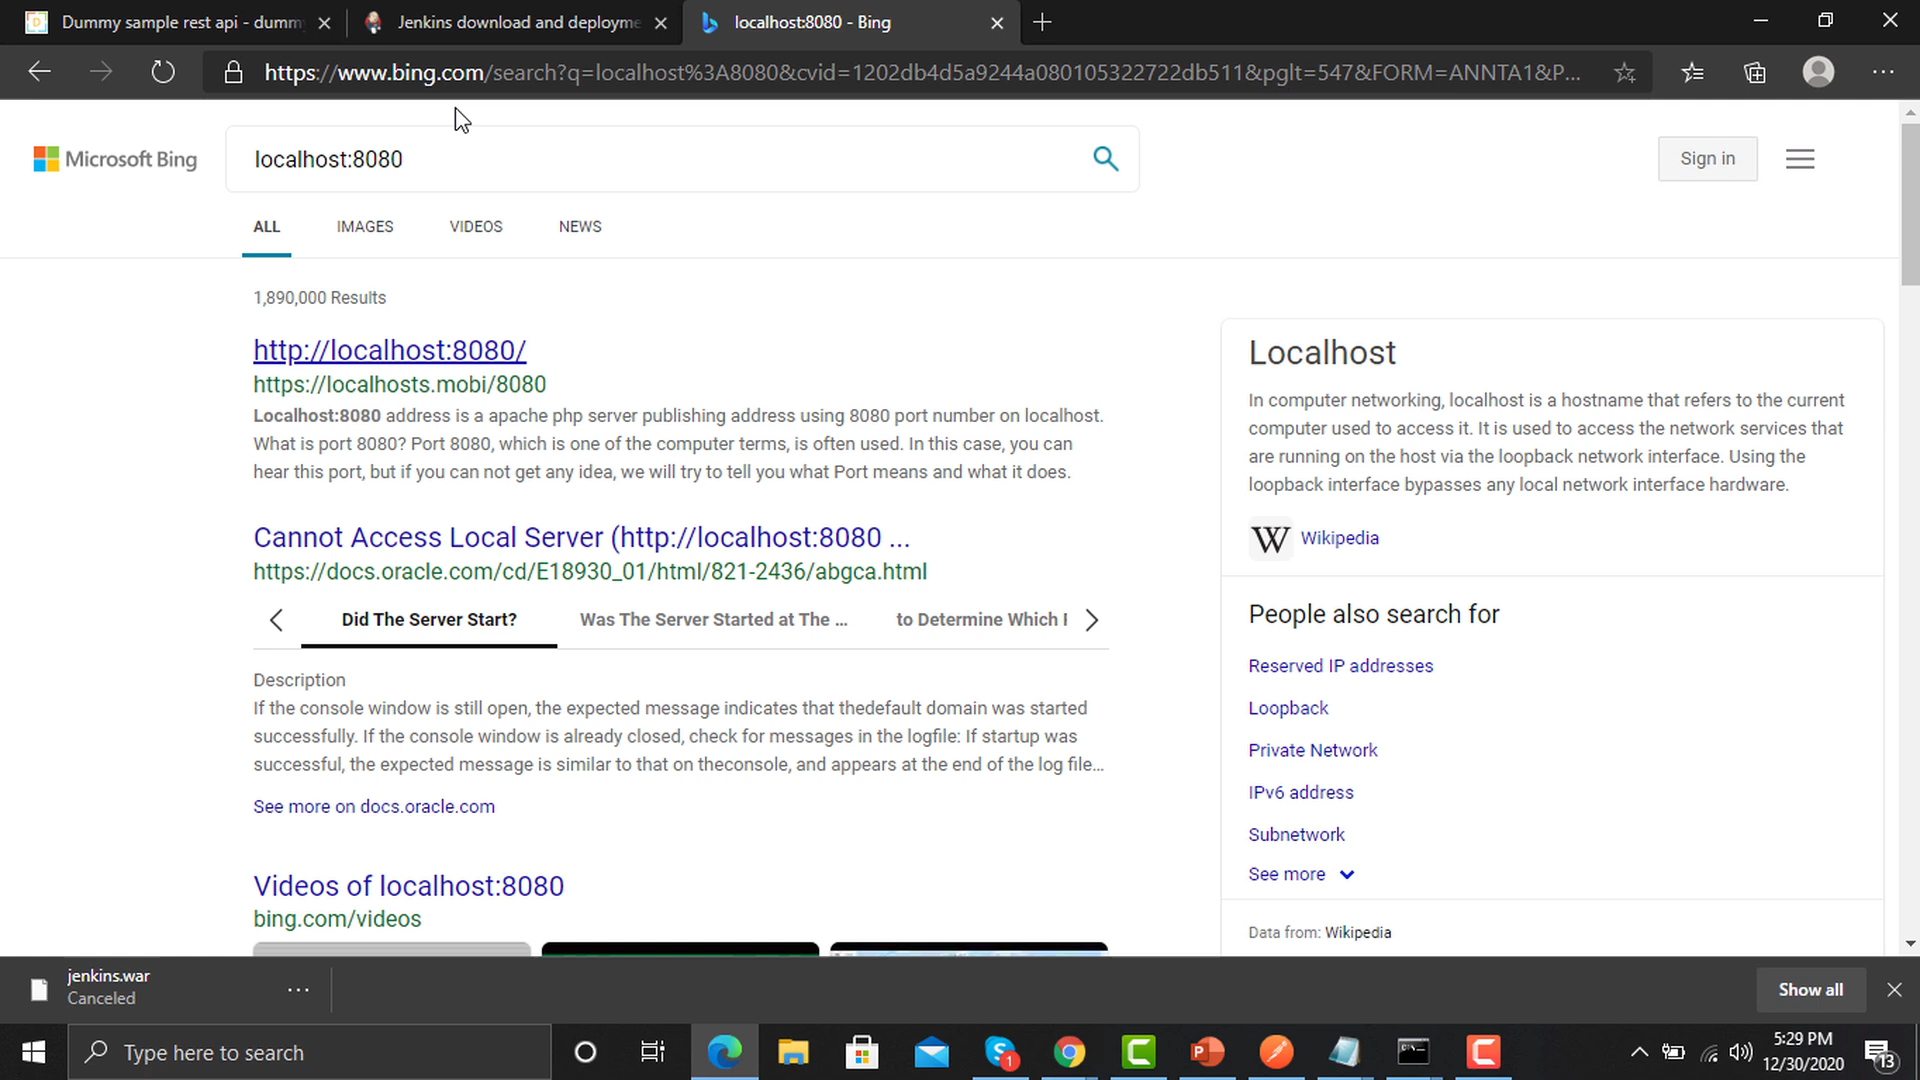 Dummy sample rest api - dumm
Jenkins download and deployme
localhost:8080 - Bing
https://www.bing.com/search?q=localhost%3A8080&cvid=1202db4d5a9244a080105322722db511&pglt=547&FORM=ANNTA1&P...
Microsoft Bing
localhost:8080
Sign in
ALL IMAGES VIDEOS NEWS
1,890,000 Results
http://localhost:8080/
https://localhosts.mobi/8080
Localhost:8080 address is a apache php server publishing address using 8080 port number on localhost.
What is port 8080? Port 8080, which is one of the computer terms, is often used. In this case, you can
hear this port, but if you can not get any idea, we will try to tell you what Port means and what it does.
Cannot Access Local Server (http://localhost:8080 ...
https://docs.oracle.com/cd/E18930_01/html/821-2436/abgca.html
Did The Server Start? Was The Server Started at The ... to Determine Which
Description
If the console window is still open, the expected message indicates that thedefault domain was started
successfully. If the console window is already closed, check for messages in the logfile: If startup was
successful, the expected message is similar to that on theconsole, and appears at the end of the log file...
See more on docs.oracle.com
Videos of localhost:8080
bing.com/videos
Localhost
In computer networking, localhost is a hostname that refers to the current
computer used to access it. It is used to access the network services that
are running on the host via the loopback network interface. Using the
loopback interface bypasses any local network interface hardware.
W Wikipedia
People also search for
Reserved IP addresses
Loopback
Private Network
IPv6 address
Subnetwork
See more
Data from: Wikipedia
jenkins.war
Canceled
Show all
Type here to search
1
5:29 PM
12/30/2020
13